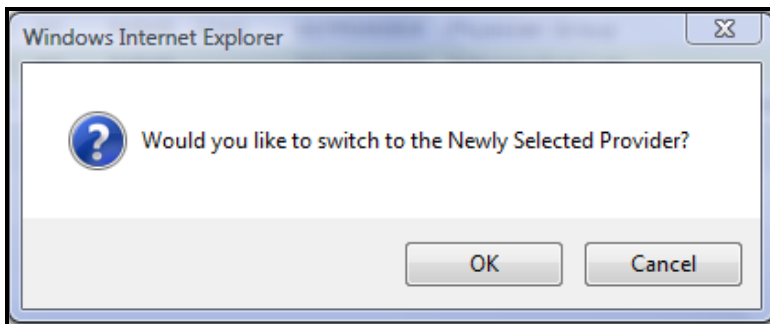 Windows Internet Explorer
Would you like to switch to the Newly Selected Provider?
OK Cancel